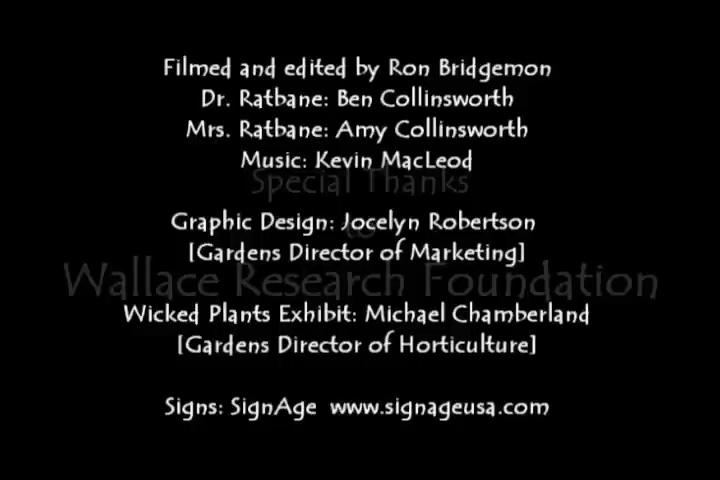 Filmed and edited by Ron Bridgemon
Dr. Ratbane: Ben Collinsworth
Mrs. Ratbane: Amy Collinsworth
Music: Kevin MacLeod
Special Thanks
Graphic Design: Jocelyn Robertson
to
[Gardens Director of Marketing]
Wallace Research Foundation
Wicked Plants Exhibit: Michael Chamberland
[Gardens Director of Horticulture]
Signs: SignAge www.signageusa.com